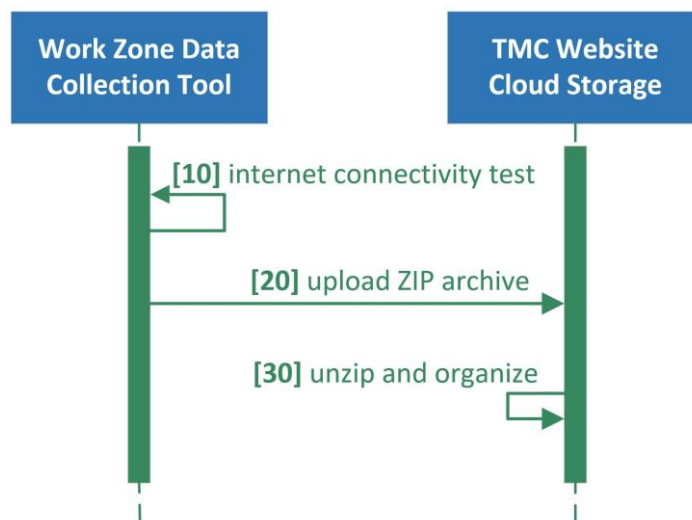 Work Zone Data
Collection Tool
TMC Website
Cloud Storage
[10] internet connectivity test
[20] upload ZIP archive
[30] unzip and organize